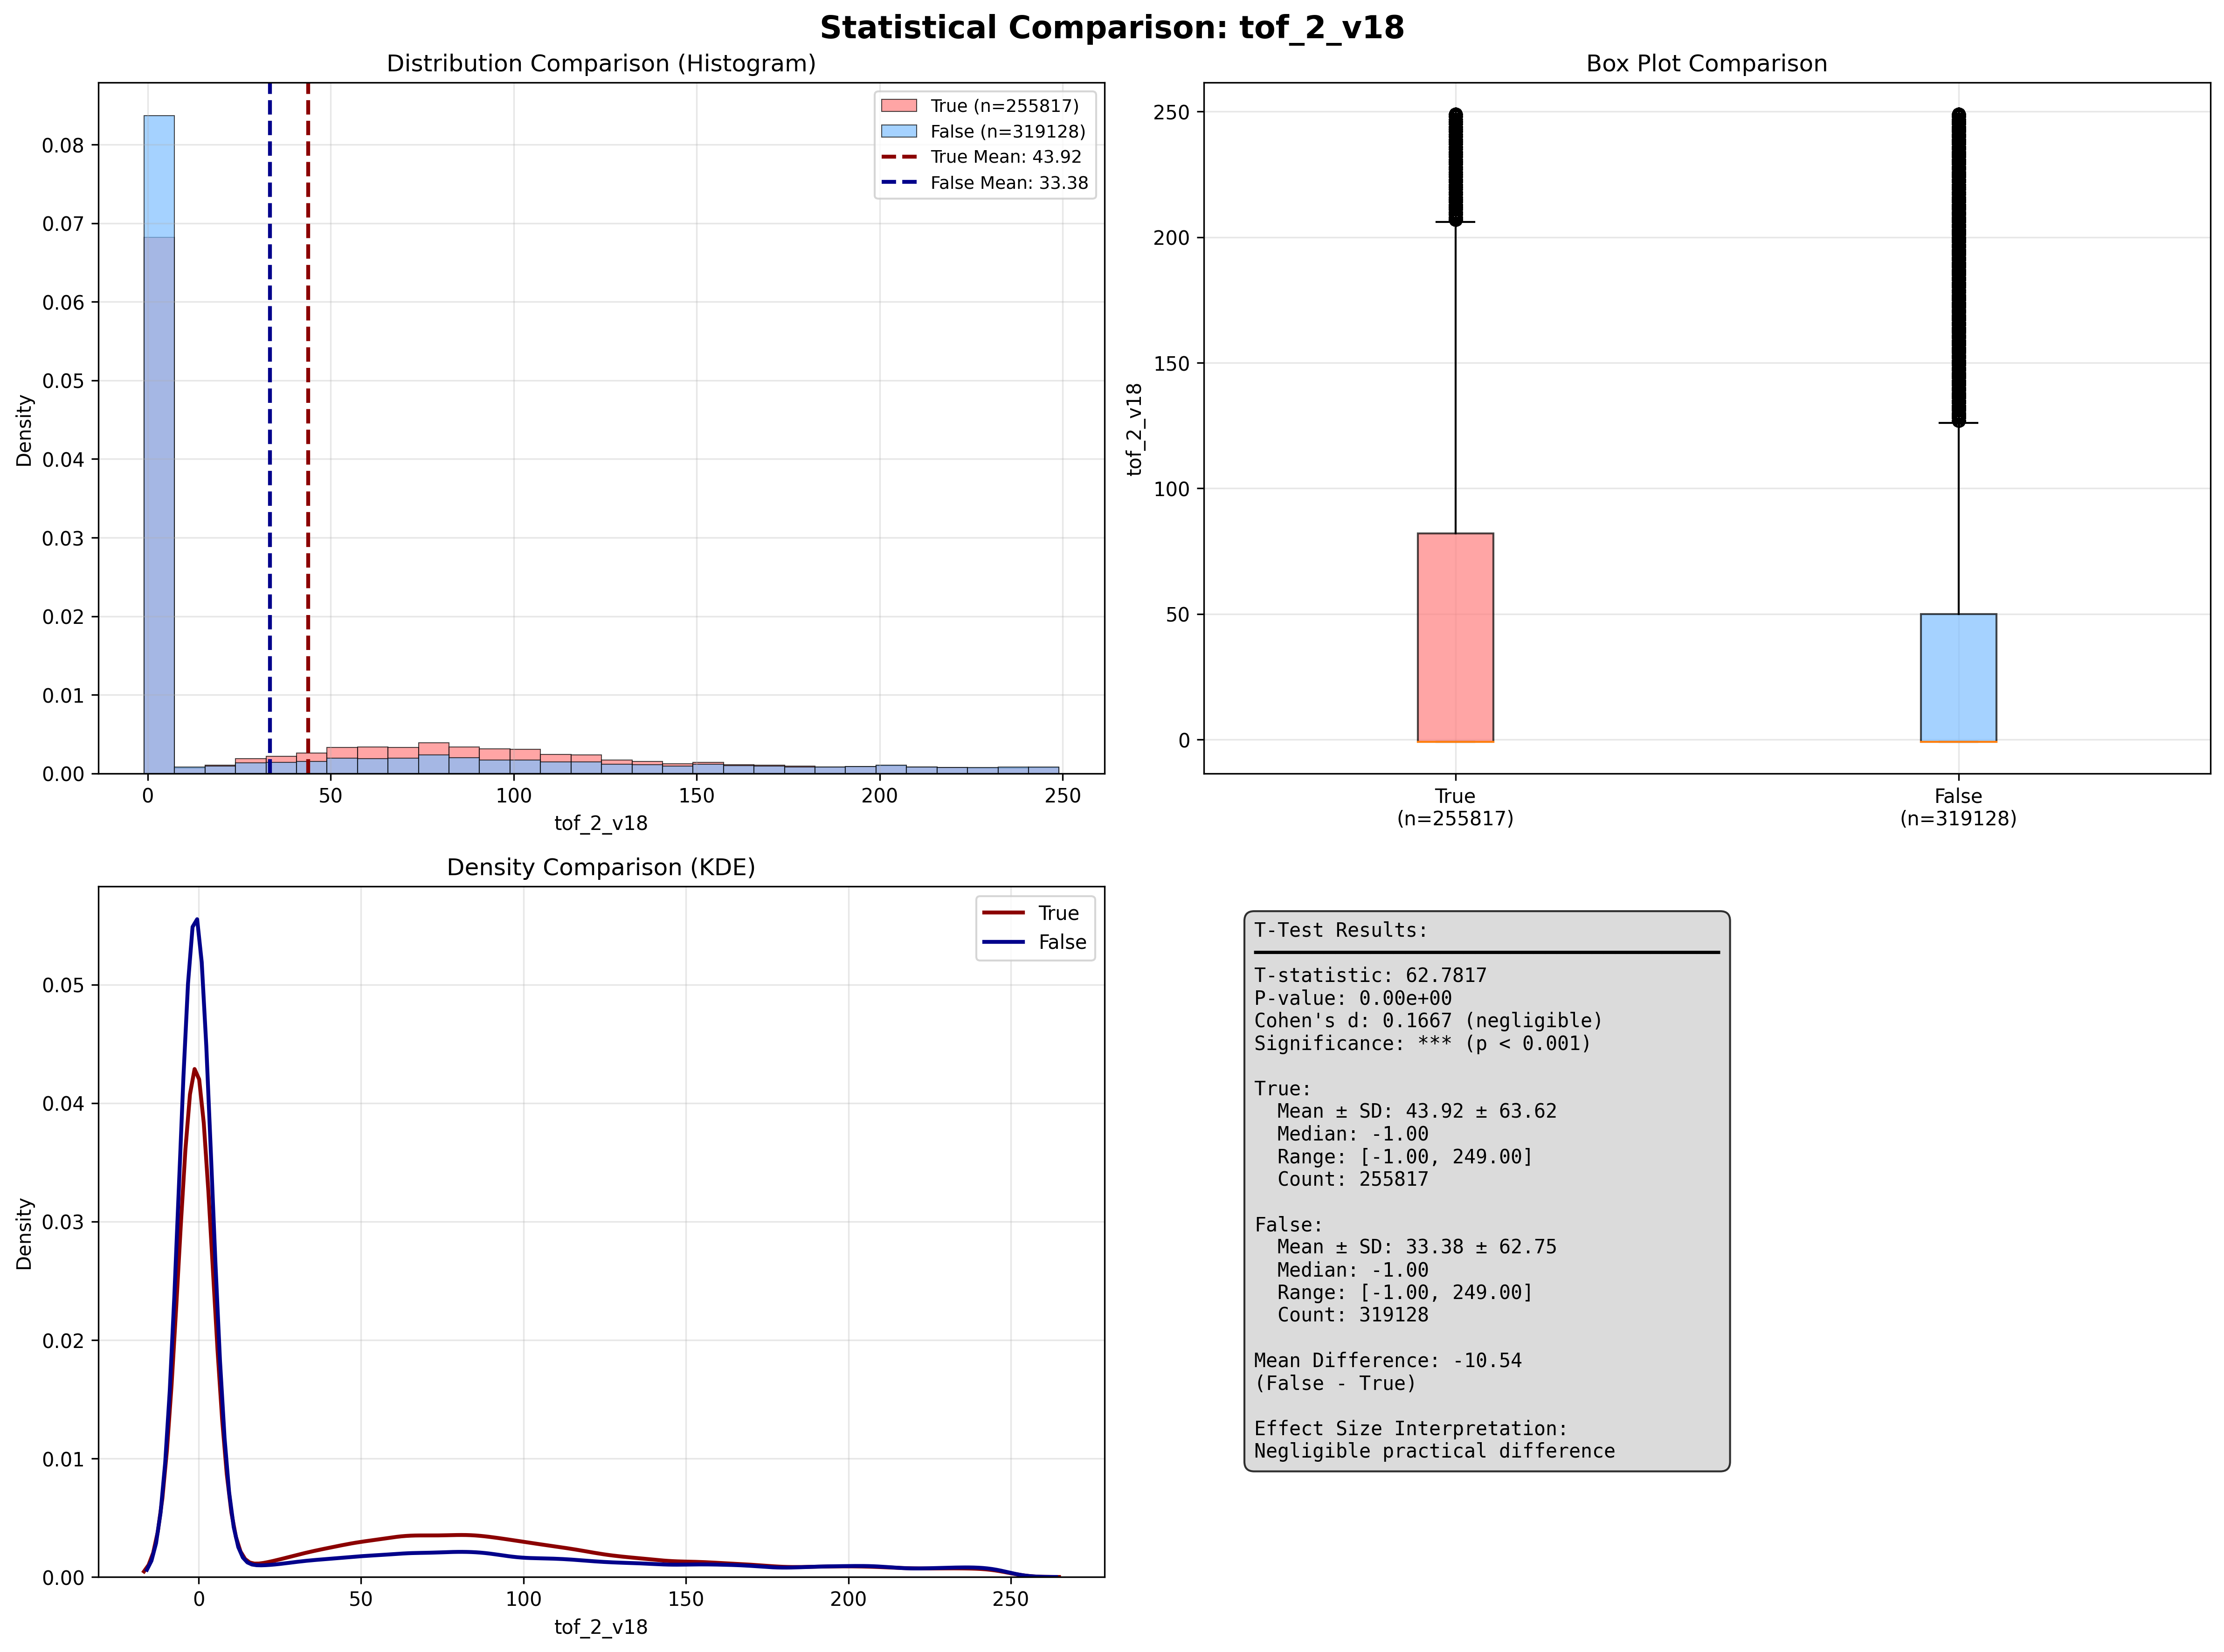 Statistical Comparison: tof_2_v18
Distribution Comparison (Histogram)
Density
0.08
0.07
0.06
0.05
0.04
0.03
0.02
0.01
0.00
0
50
100
150
200
250
tof_2_v18
True (n=255817)
False (n=319128)
True Mean: 43.92
False Mean: 33.38
Box Plot Comparison
tof_2_v18
250
200
150
100
50
0
True
(n=255817)
False
(n=319128)
Density Comparison (KDE)
Density
0.05
0.04
0.03
0.02
0.01
0.00
0
50
100
150
200
250
tof_2_v18
True
False
T-Test Results:
T-statistic: 62.7817
P-value: 0.00e+00
Cohen's d: 0.1667 (negligible)
Significance: *** (p < 0.001)
True:
Mean ± SD: 43.92 ± 63.62
Median: -1.00
Range: [-1.00, 249.00]
Count: 255817
False:
Mean ± SD: 33.38 ± 62.75
Median: -1.00
Range: [-1.00, 249.00]
Count: 319128
Mean Difference: -10.54
(False - True)
Effect Size Interpretation:
Negligible practical difference